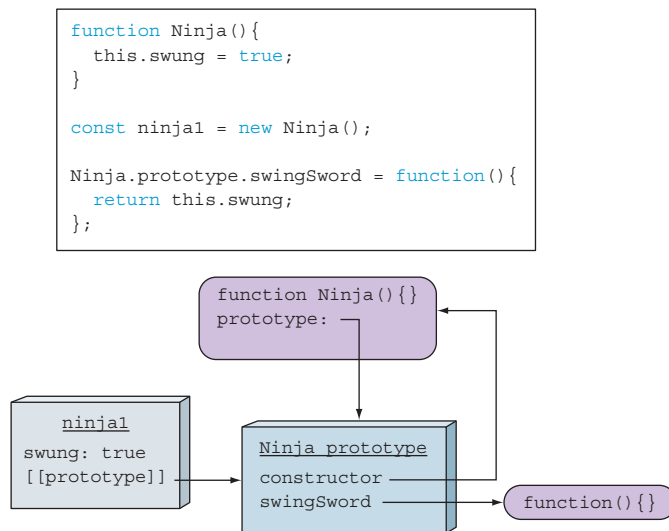 function Ninja(){
  this.swung = true;
}
const ninja1 = new Ninja();
Ninja.prototype.swingSword = function(){
  return this.swung;
};
function Ninja(){}
prototype:
ninja1
swung: true
[[prototype]]
Ninja prototype
constructor
swingSword
function(){}